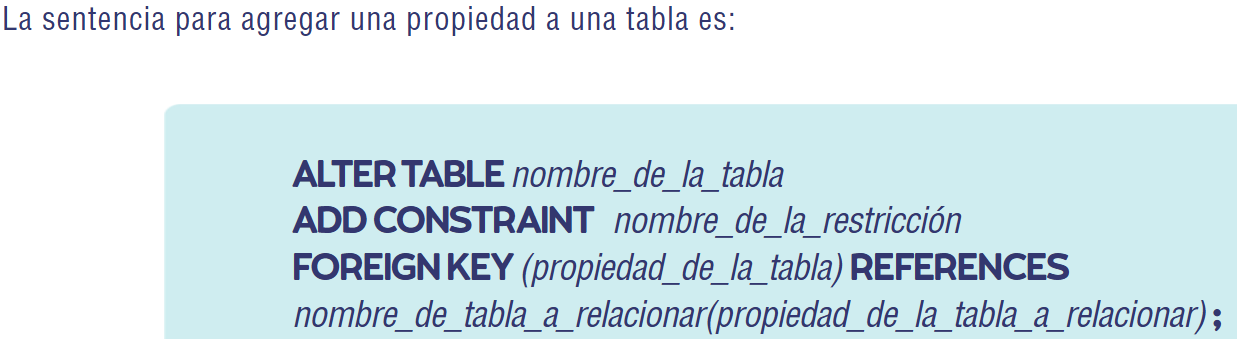 La sentencia para agregar una propiedad a una tabla es:
ALTER TABLE nombre_de_la_tabla
ADD CONSTRAINT nombre_de_la_restricción
FOREIGN KEY (propiedad_de_la_tabla) REFERENCES
nombre_de_tabla_a_relacionar(propiedad_de_la_tabla_a_relacionar);